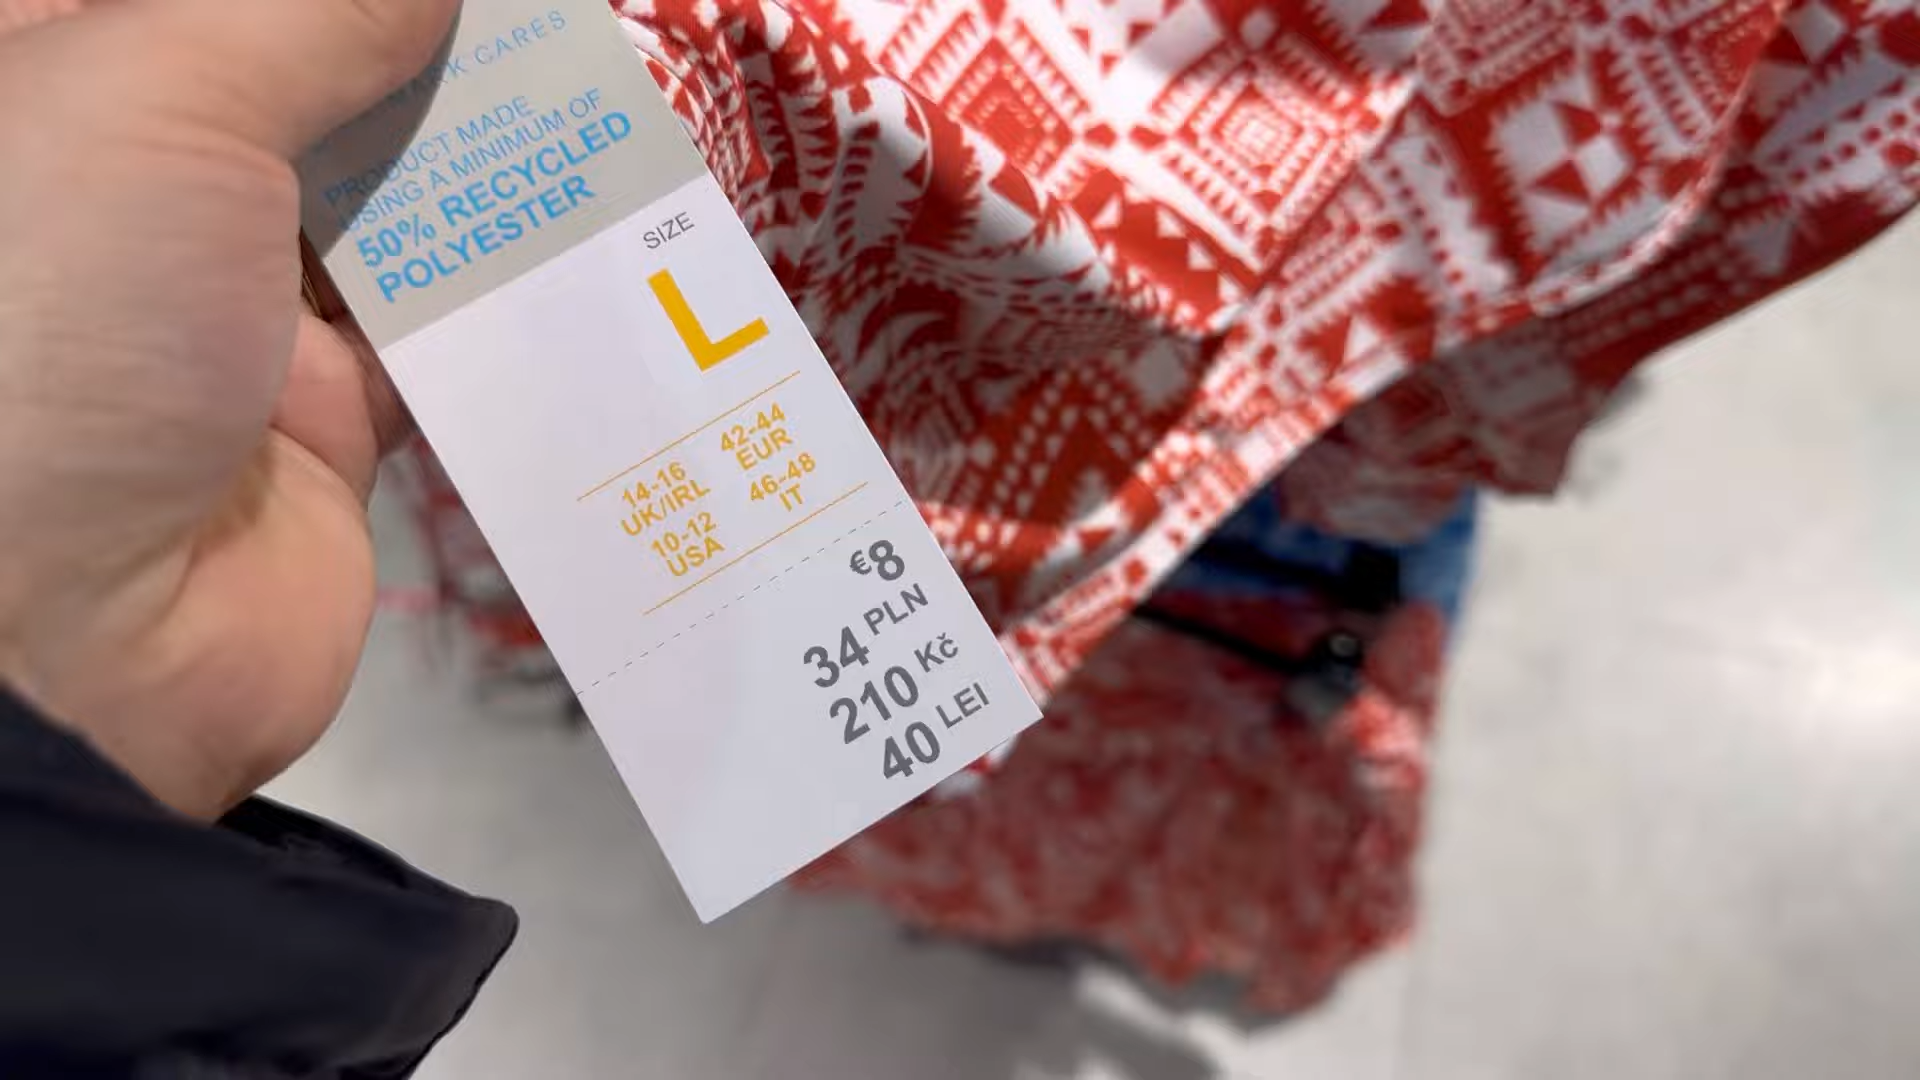 CARES
PRODUCT MADE
USING A MINIMUM OF
50% RECYCLED
POLYESTER
SIZE
L
14-16
UK/IRL
10-12
USA
42-44
EUR
46-48
IT
€8
34 PLN
210 Kč
40 LEI